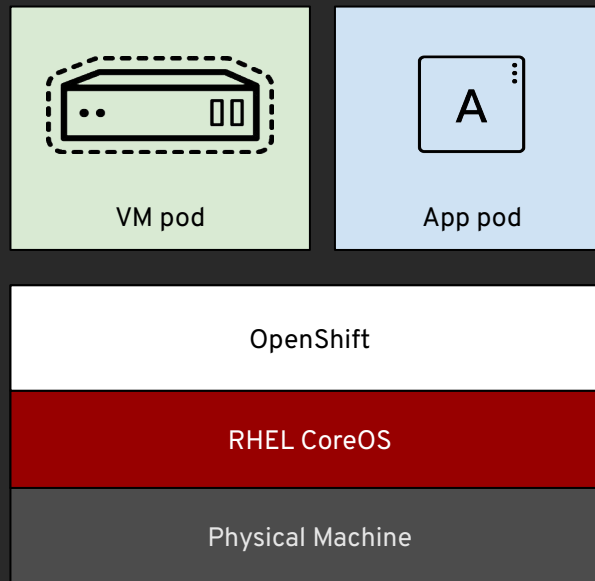 A
VM pod
App pod
OpenShift
RHEL CoreOS
Physical Machine